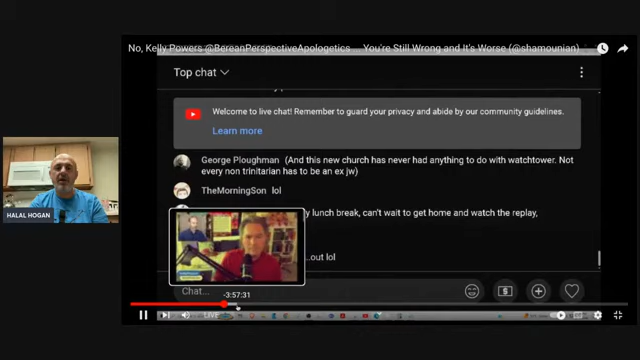 No, Kelly Powers @BereanPerspectiveApologetics ... You're Still Wrong and It's Worse (@shamounian)
Top chat
Welcome to live chat! Remember to guard your privacy and abide by our community guidelines.
Learn more
George Ploughman (And this new church has never had anything to do with watchtower. Not
every non trinitarian has to be an ex jw)
TheMorningSon lol
lunch break, can't wait to get home and watch the replay,
...out lol
Chat...
-3:57:31
LIVE
HALAL HOGAN